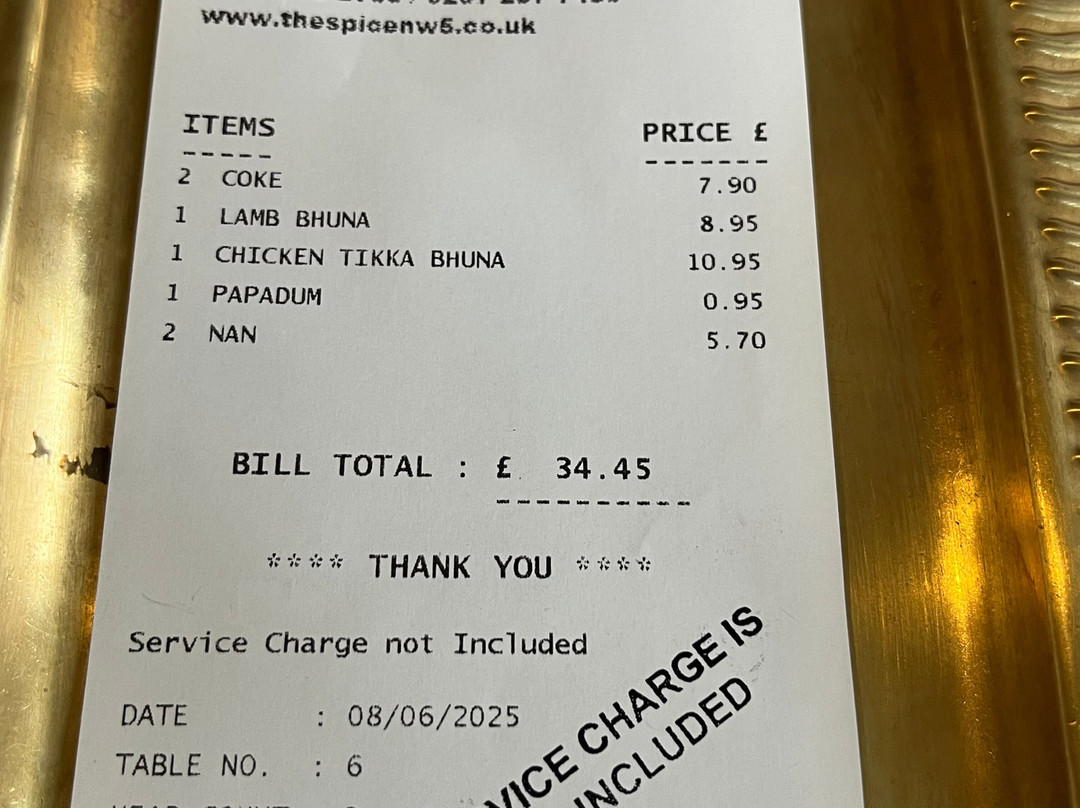 www.thespicenw5.co.uk
ITEMS PRICE £
2 COKE 7.90
1 LAMB BHUNA 8.95
1 CHICKEN TIKKA BHUNA 10.95
1 PAPADUM 0.95
2 NAN 5.70
BILL TOTAL : £ 34.45
**** THANK YOU ****
Service Charge not Included
DATE : 08/06/2025
TABLE NO. : 6
VICE CHARGE IS
INCLUDED